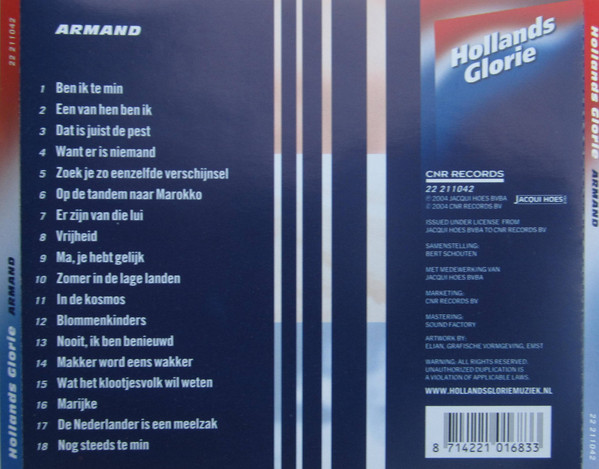 22 211042
Hollands Glorie ARMAND
ARMAND
1 Ben ik te min
2 Een van hen ben ik
3 Dat is juist de pest
4 Want er is niemand
5 Zoek je zo eenzelfde verschijnsel
6 Op de tandem naar Marokko
7 Er zijn van die lui
8 Vrijheid
9 Ma, je hebt gelijk
10 Zomer in de lage landen
11 In de kosmos
12 Blommenkinders
13 Nooit, ik ben benieuwd
14 Makker word eens wakker
15 Wat het klootjesvolk wil weten
16 Marijke
17 De Nederlander is een meelzak
18 Nog steeds te min
Hollands
Glorie
CNR RECORDS
22 211042
℗ 2004 JACQUI HOES BVBA
© 2004 CNR RECORDS BV
JACQUI HOES
ISSUED UNDER LICENSE FROM
JACQUI HOES BVBA TO CNR RECORDS BV
SAMENSTELLING:
BERT SCHOUTEN
MET MEDEWERKING VAN
JACQUI HOES BVBA
MARKETING:
CNR RECORDS BV
MASTERING:
SOUND FACTORY
ARTWORK BY:
ELIAN, GRAFISCHE VORMGEVING, EMST
WARNING: ALL RIGHTS RESERVED.
UNAUTHORIZED DUPLICATION IS
A VIOLATION OF APPLICABLE LAWS.
WWW.HOLLANDSGLORIEMUZIEK.NL
8 714221 016833
Hollands Glorie ARMAND
22 211042